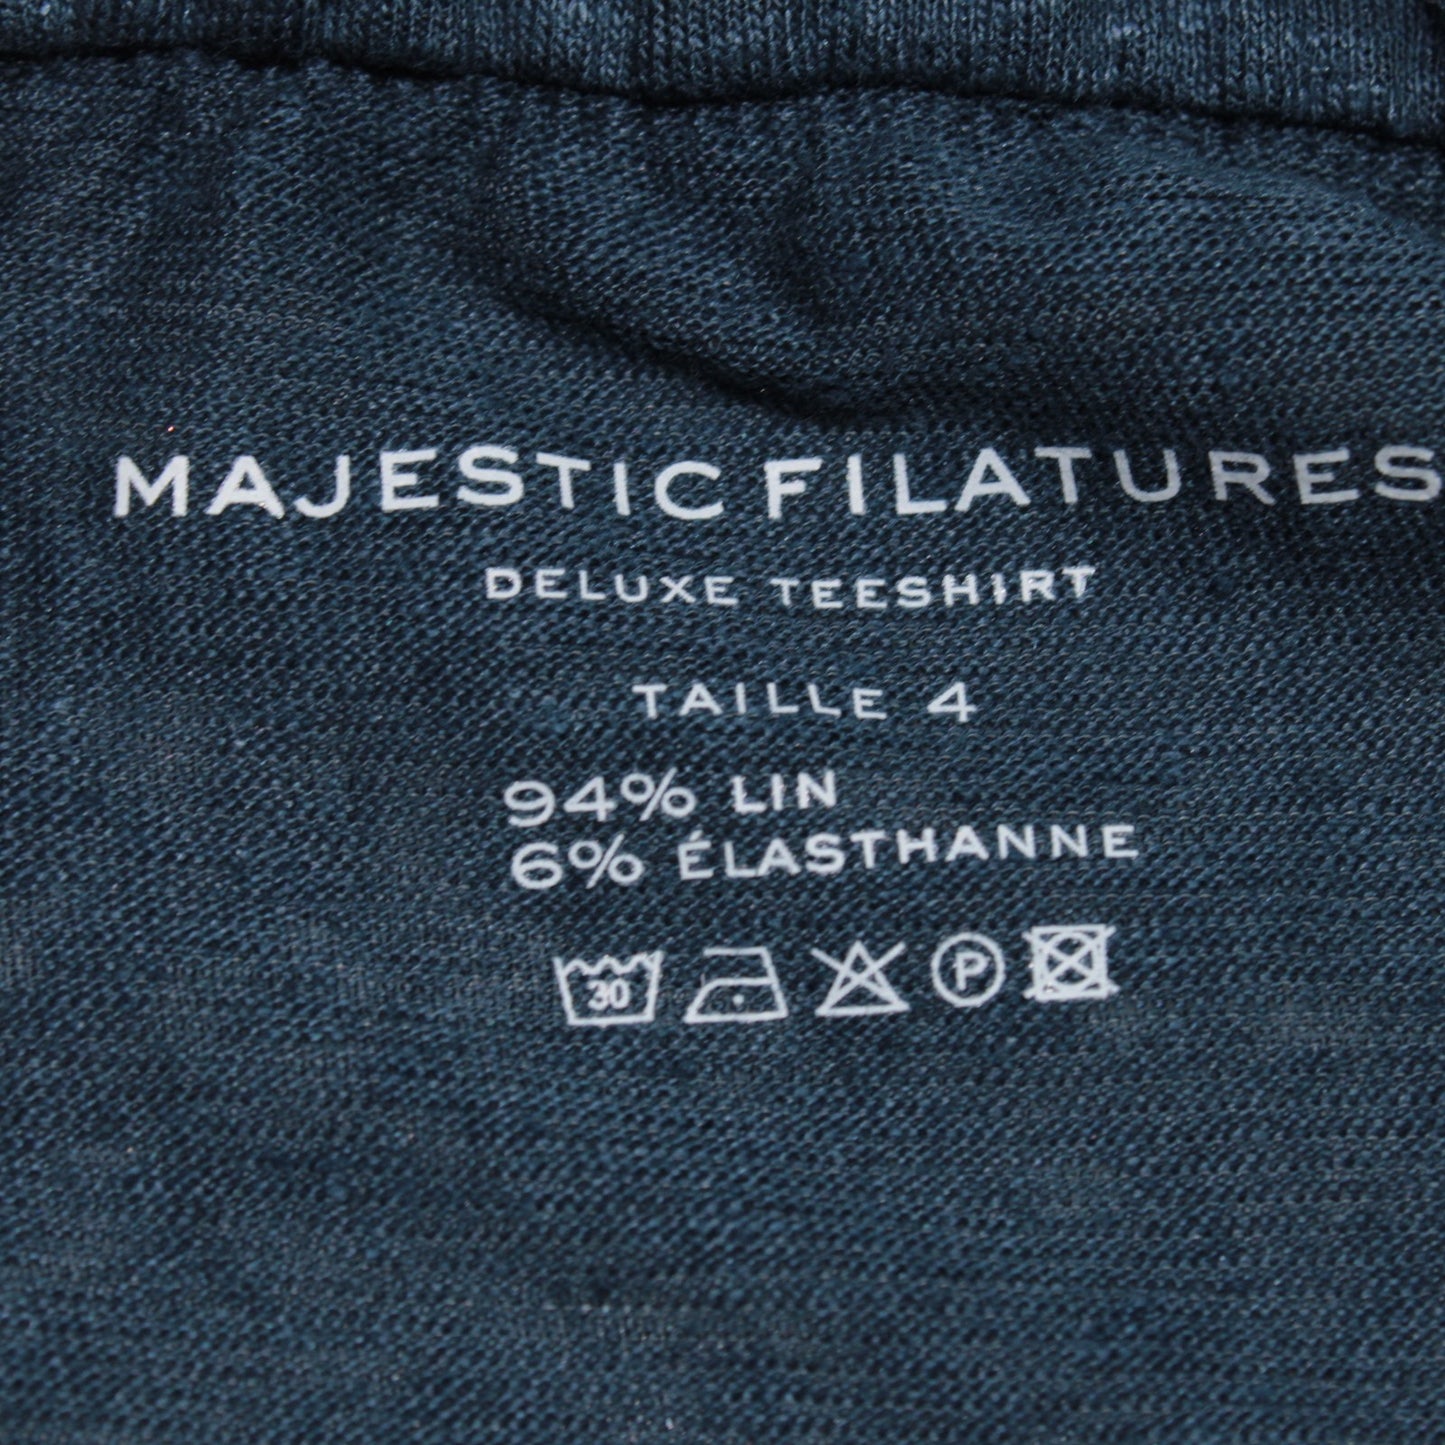 MAJESTIC FILATURES
DELUXE TEESHIRT
TAILLE 4
94% LIN
6% ÉLASTHANNE
30 P